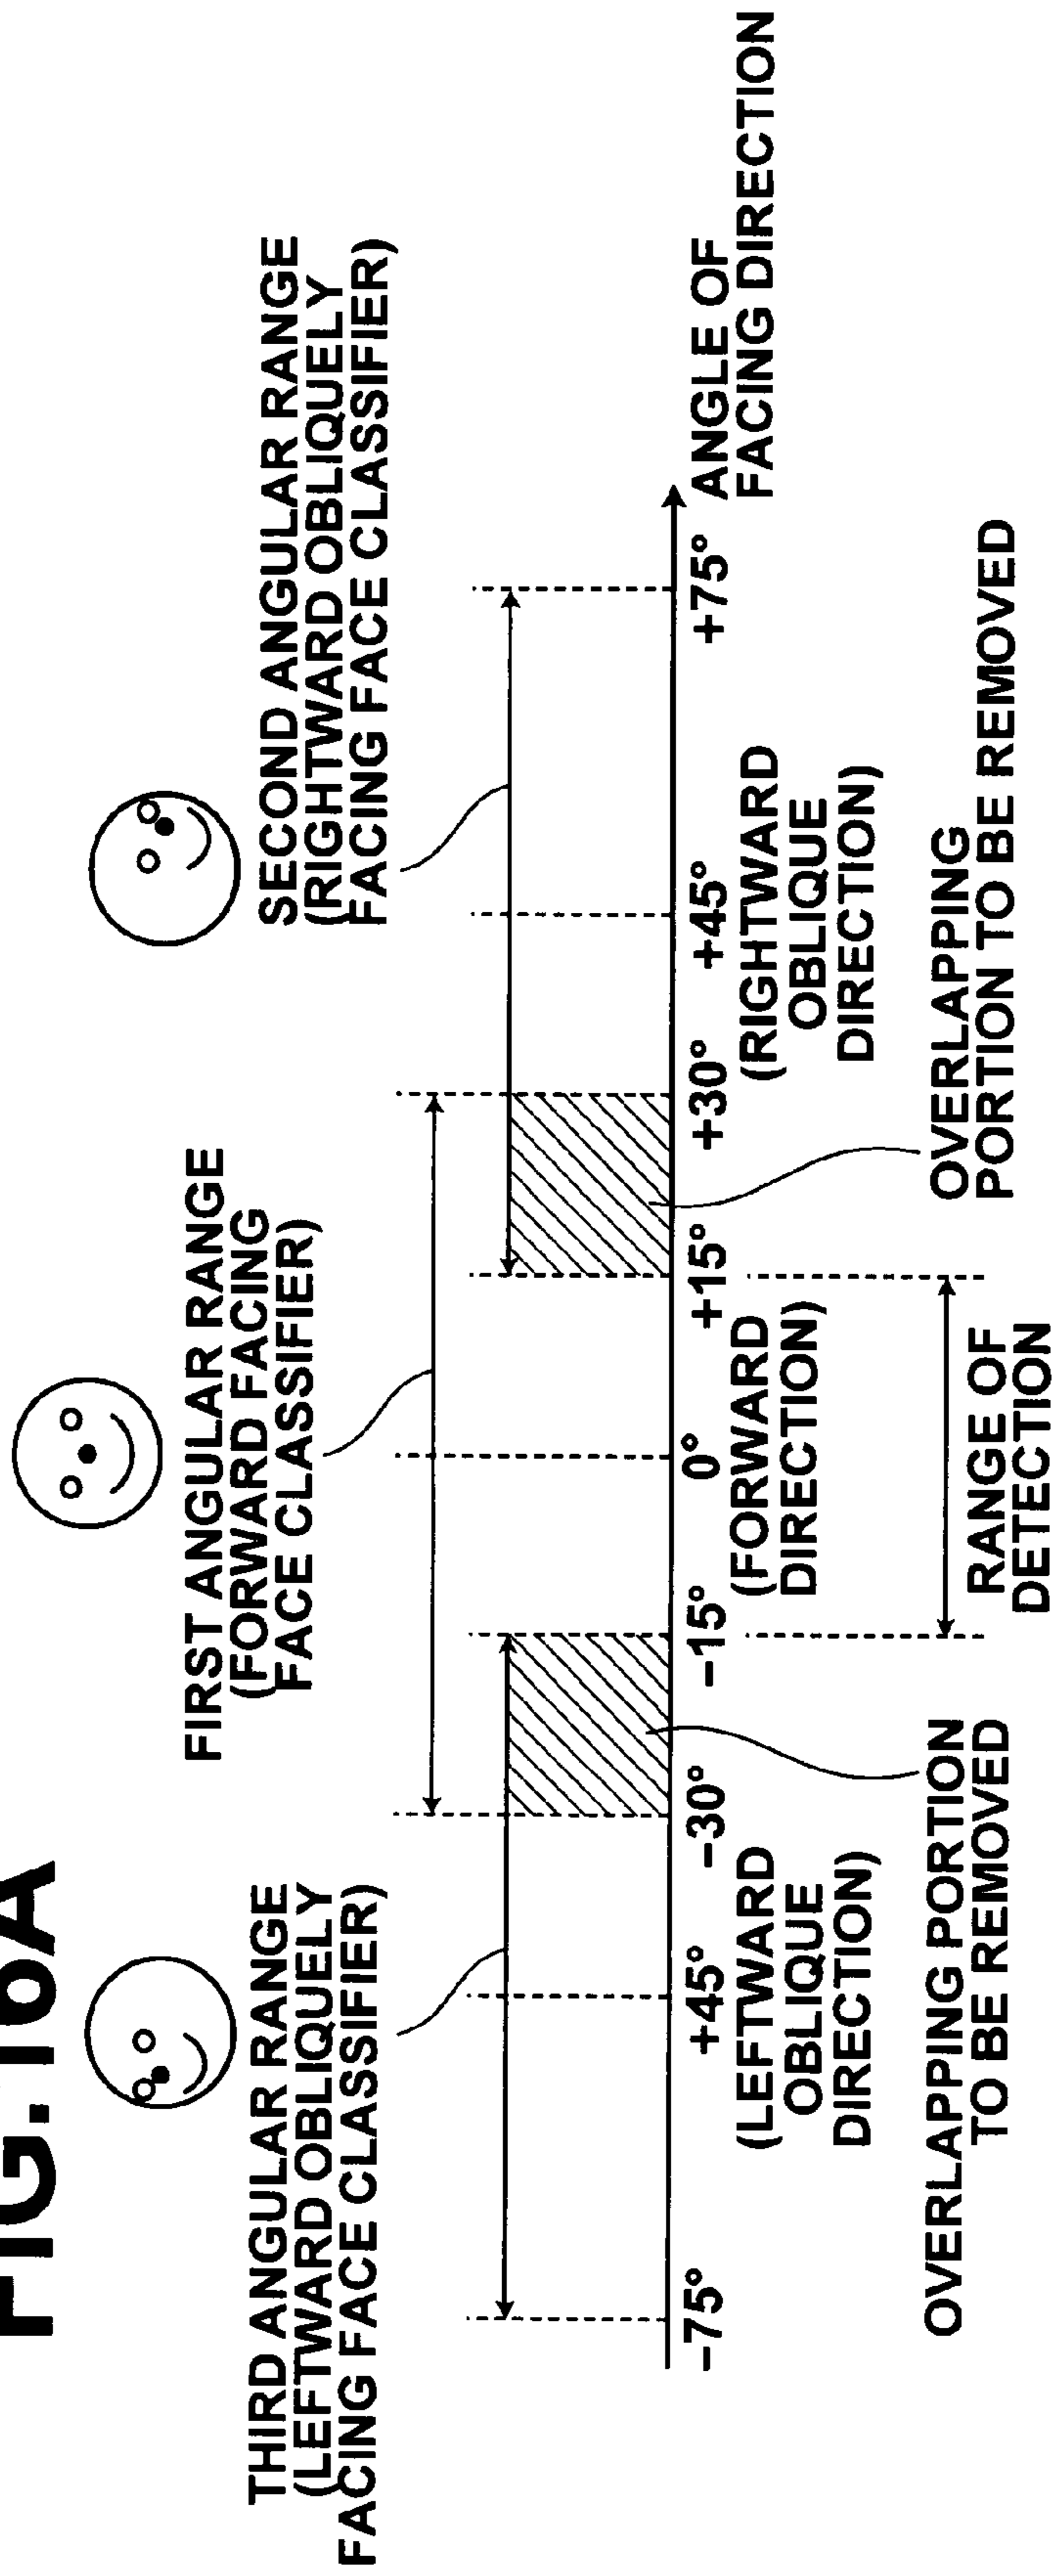 FIG.16A
THIRD ANGULAR RANGE
(LEFTWARD OBLIQUELY
FACING FACE CLASSIFIER)
FIRST ANGULAR RANGE
(FORWARD FACING
FACE CLASSIFIER)
SECOND ANGULAR RANGE
(RIGHTWARD OBLIQUELY
FACING FACE CLASSIFIER)
–75°
+45°
–30°
–15°
0°
+15°
+30°
+45°
+75°
ANGLE OF
FACING DIRECTION
(LEFTWARD
OBLIQUE
DIRECTION)
(FORWARD
DIRECTION)
(RIGHTWARD
OBLIQUE
DIRECTION)
OVERLAPPING PORTION
TO BE REMOVED
RANGE OF
DETECTION
OVERLAPPING
PORTION TO BE REMOVED